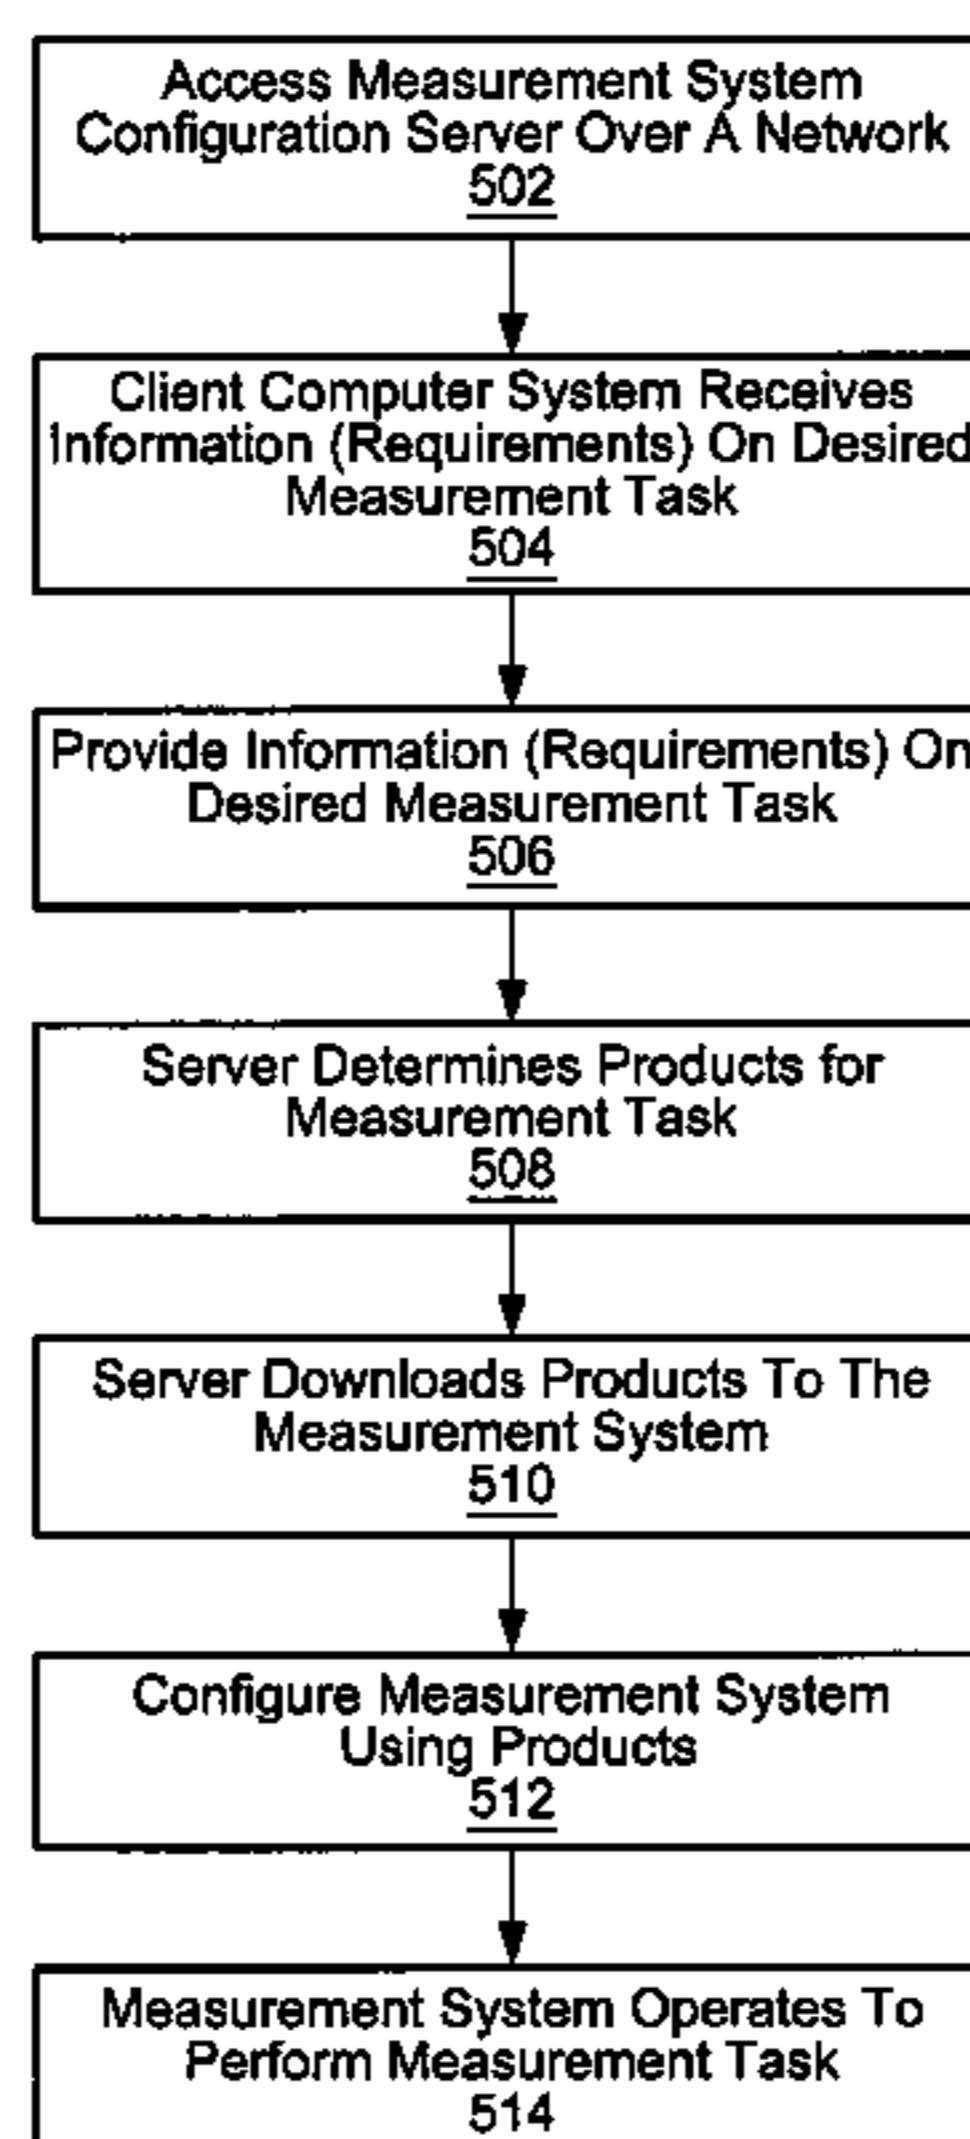 Access Measurement System
Configuration Server Over A Network
502
Client Computer System Receives
Information (Requirements) On Desired
Measurement Task
504
Provide Information (Requirements) On
Desired Measurement Task
506
Server Determines Products for
Measurement Task
508
Server Downloads Products To The
Measurement System
510
Configure Measurement System
Using Products
512
Measurement System Operates To
Perform Measurement Task
514